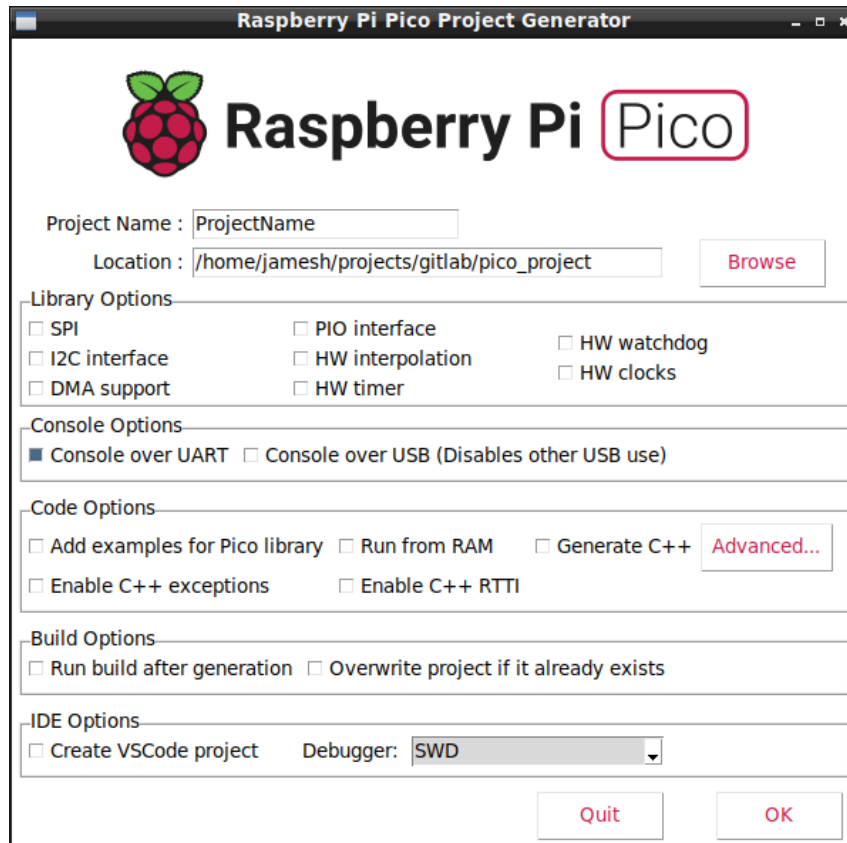 Raspberry Pi Pico Project Generator
Raspberry Pi Pico
Project Name : ProjectName
Location : /home/jamesh/projects/gitlab/pico_project Browse
Library Options
SPI PIO interface HW watchdog
I2C interface HW interpolation HW clocks
DMA support HW timer
Console Options
Console over UART Console over USB (Disables other USB use)
Code Options
Add examples for Pico library Run from RAM Generate C++ Advanced...
Enable C++ exceptions Enable C++ RTTI
Build Options
Run build after generation Overwrite project if it already exists
IDE Options
Create VSCode project Debugger: SWD
Quit OK